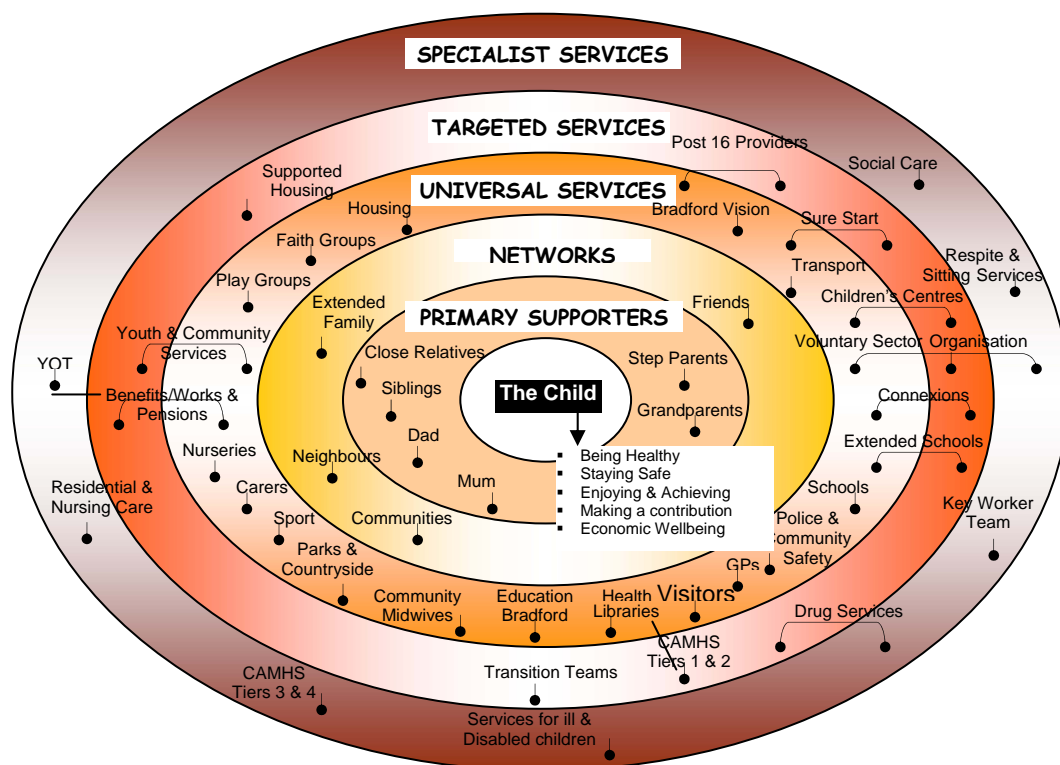 SPECIALIST SERVICES
TARGETED SERVICES
Post 16 Providers
Social Care
Supported
Housing
UNIVERSAL SERVICES
Housing
Bradford Vision
Sure Start
Faith Groups
NETWORKS
Respite &
Sitting Services
Transport
Play Groups
Extended
Family
Friends
Children's Centres
PRIMARY SUPPORTERS
Youth & Community
Services
Voluntary Sector Organisation
YOT
Close Relatives
Step Parents
Siblings
The Child
Benefits/Works &
Pensions
Connexions
Grandparents
Dad
Extended Schools
Nurseries
Neighbours
▪ Being Healthy
▪ Staying Safe
▪ Enjoying & Achieving
▪ Making a contribution
▪ Economic Wellbeing
Mum
Residential &
Nursing Care
Carers
Schools
Key Worker
Team
Sport
Communities
Police &
Community
Safety
Parks &
Countryside
GPs
Community
Midwives
Education
Bradford
Health Visitors
Libraries
Drug Services
CAMHS
Tiers 1 & 2
CAMHS
Tiers 3 & 4
Transition Teams
Services for ill &
Disabled children